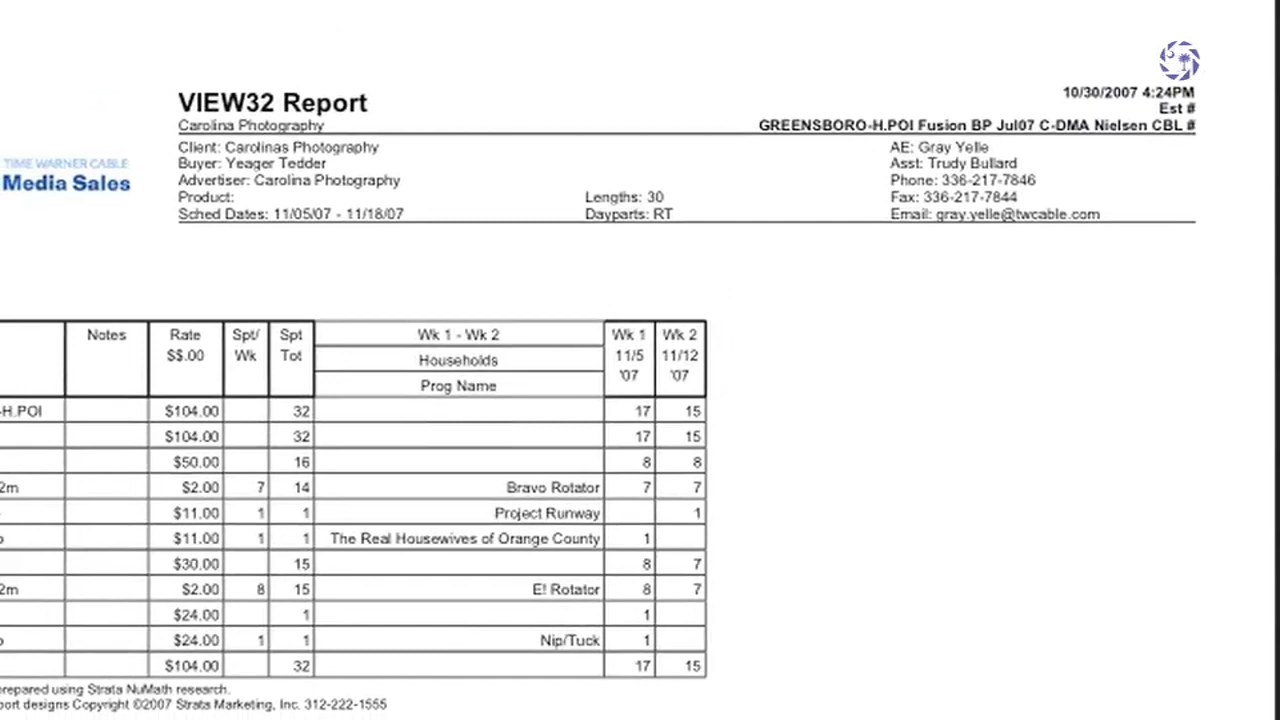 10/30/2007 4:24PM
VIEW32 Report
Est #
Carolina Photography
GREENSBORO-H.POI Fusion BP Jul07 C-DMA Nielsen CBL #
Client: Carolinas Photography
AE: Gray Yelle
TIME WARNER CABLE
Media Sales
Buyer: Yeager Tedder
Asst: Trudy Bullard
Advertiser: Carolina Photography
Phone: 336-217-7846
Product:
Lengths: 30
Fax: 336-217-7844
Sched Dates: 11/05/07 - 11/18/07
Dayparts: RT
Email: gray.yelle@twcable.com
Notes Rate $$.00 Spt/ Wk Spt Tot Wk 1 - Wk 2 Households Prog Name Wk 1 11/5 '07 Wk 2 11/12 '07
-H.POI $104.00 32 17 15
$104.00 32 17 15
$50.00 16 8 8
2m $2.00 7 14 Bravo Rotator 7 7
$11.00 1 1 Project Runway 1
$11.00 1 1 The Real Housewives of Orange County 1
$30.00 15 8 7
2m $2.00 8 15 E! Rotator 8 7
$24.00 1 1
$24.00 1 1 Nip/Tuck 1
$104.00 32 17 15
repared using Strata NuMath research.
port designs Copyright ©2007 Strata Marketing, Inc. 312-222-1555